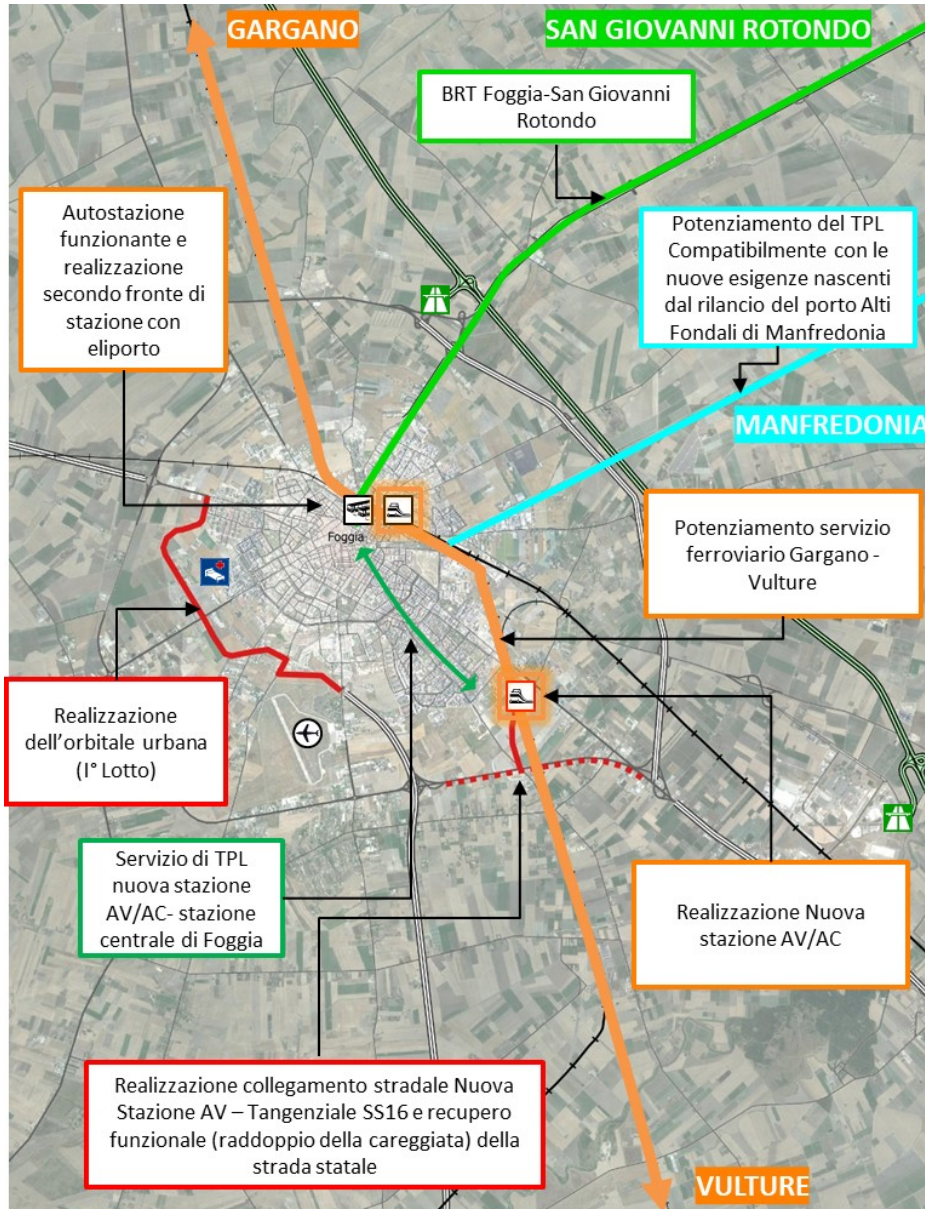 GARGANO
SAN GIOVANNI ROTONDO
BRT Foggia-San Giovanni
Rotondo
Autostazione
funzionante e
realizzazione
secondo fronte di
stazione con
eliporto
Potenziamento del TPL
Compatibilmente con le
nuove esigenze nascenti
dal rilancio del porto Alti
Fondali di Manfredonia
MANFREDONIA
Foggia
Potenziamento servizio
ferroviario Gargano -
Vulture
Realizzazione
dell'orbitale urbana
(I° Lotto)
Servizio di TPL
nuova stazione
AV/AC- stazione
centrale di Foggia
Realizzazione Nuova
stazione AV/AC
Realizzazione collegamento stradale Nuova
Stazione AV – Tangenziale SS16 e recupero
funzionale (raddoppio della careggiata) della
strada statale
VULTURE